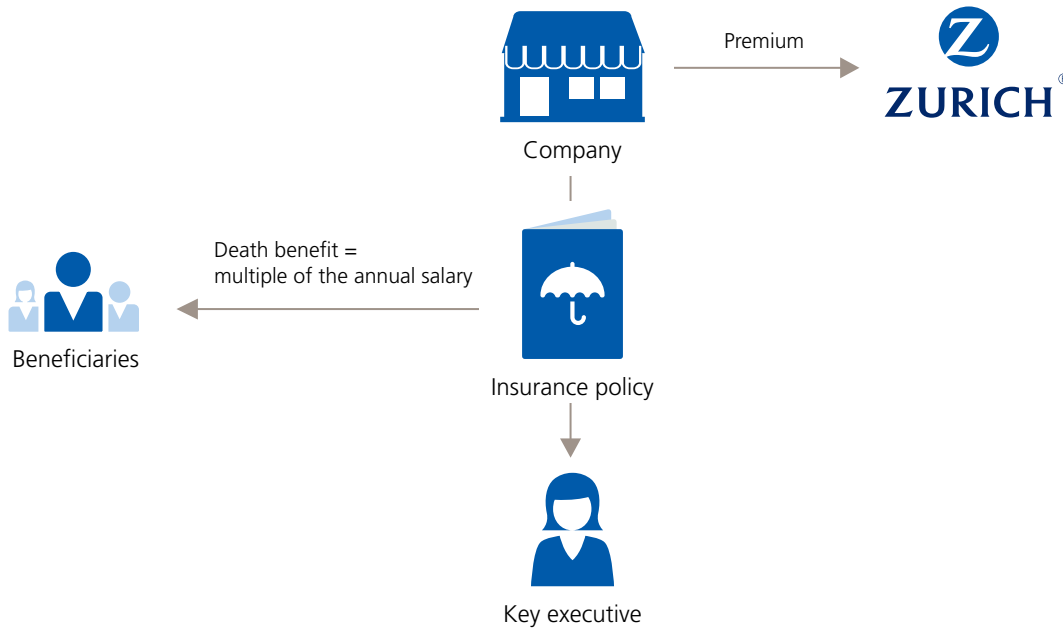 Premium
Z
ZURICH®
Company
Death benefit =
multiple of the annual salary
Beneficiaries
Insurance policy
Key executive